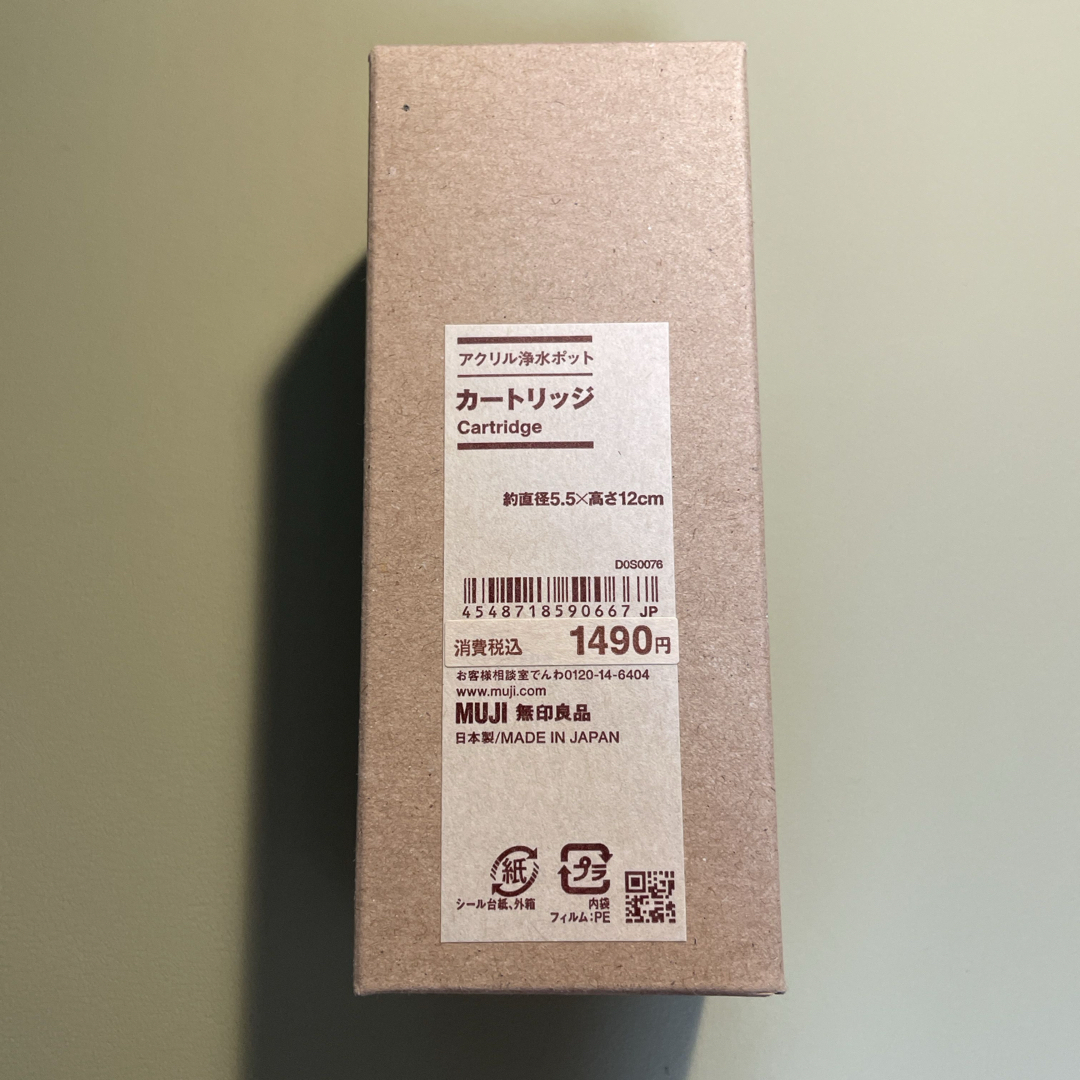 アクリル浄水ポット
カートリッジ
Cartridge
約直径5.5×高さ12cm
D0S0076
4548718590667 JP
消費税込 1490円
お客様相談室でんわ0120-14-6404
www.muji.com
MUJI 無印良品
日本製/MADE IN JAPAN
紙
プラ
シール台紙、外箱
内袋
フィルム:PE